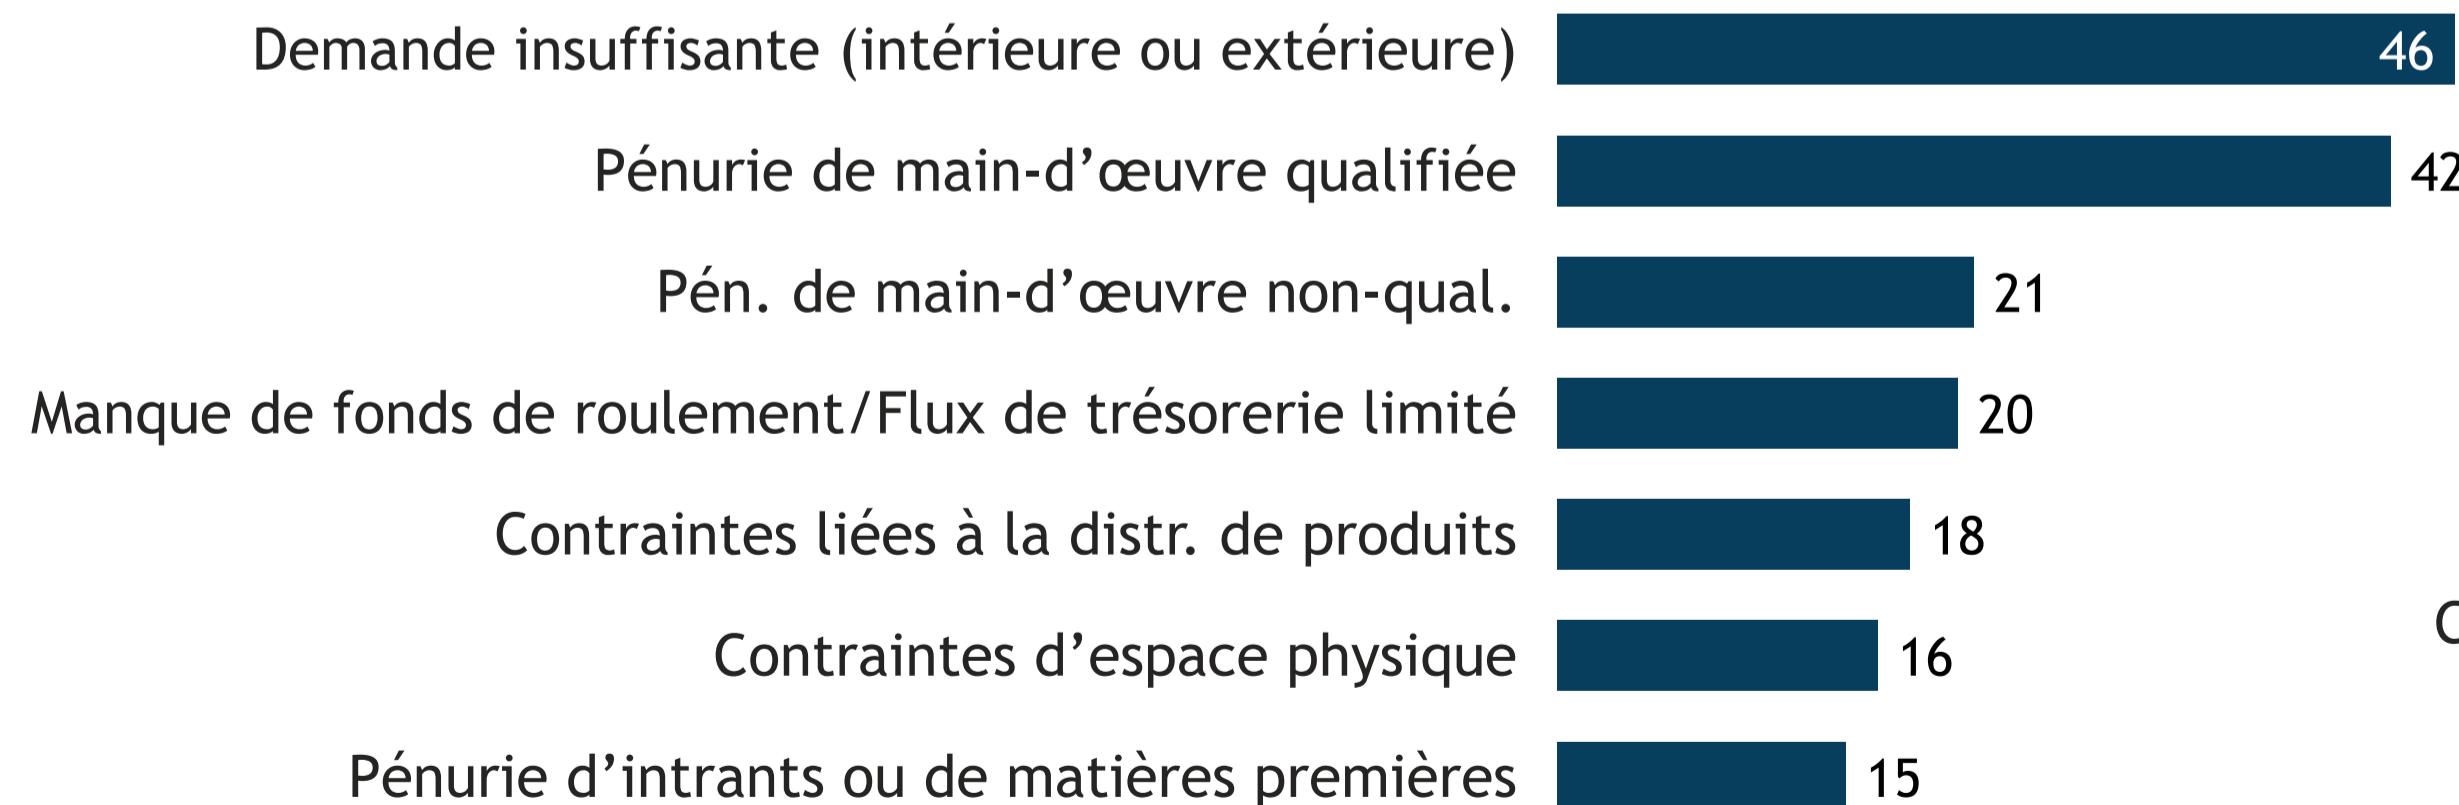 Demande insuffisante (intérieure ou extérieure) 46
Pénurie de main-d’œuvre qualifiée 42
Pén. de main-d’œuvre non-qual. 21
Manque de fonds de roulement/Flux de trésorerie limité 20
Contraintes liées à la distr. de produits 18
Contraintes d’espace physique 16
Pénurie d’intrants ou de matières premières 15